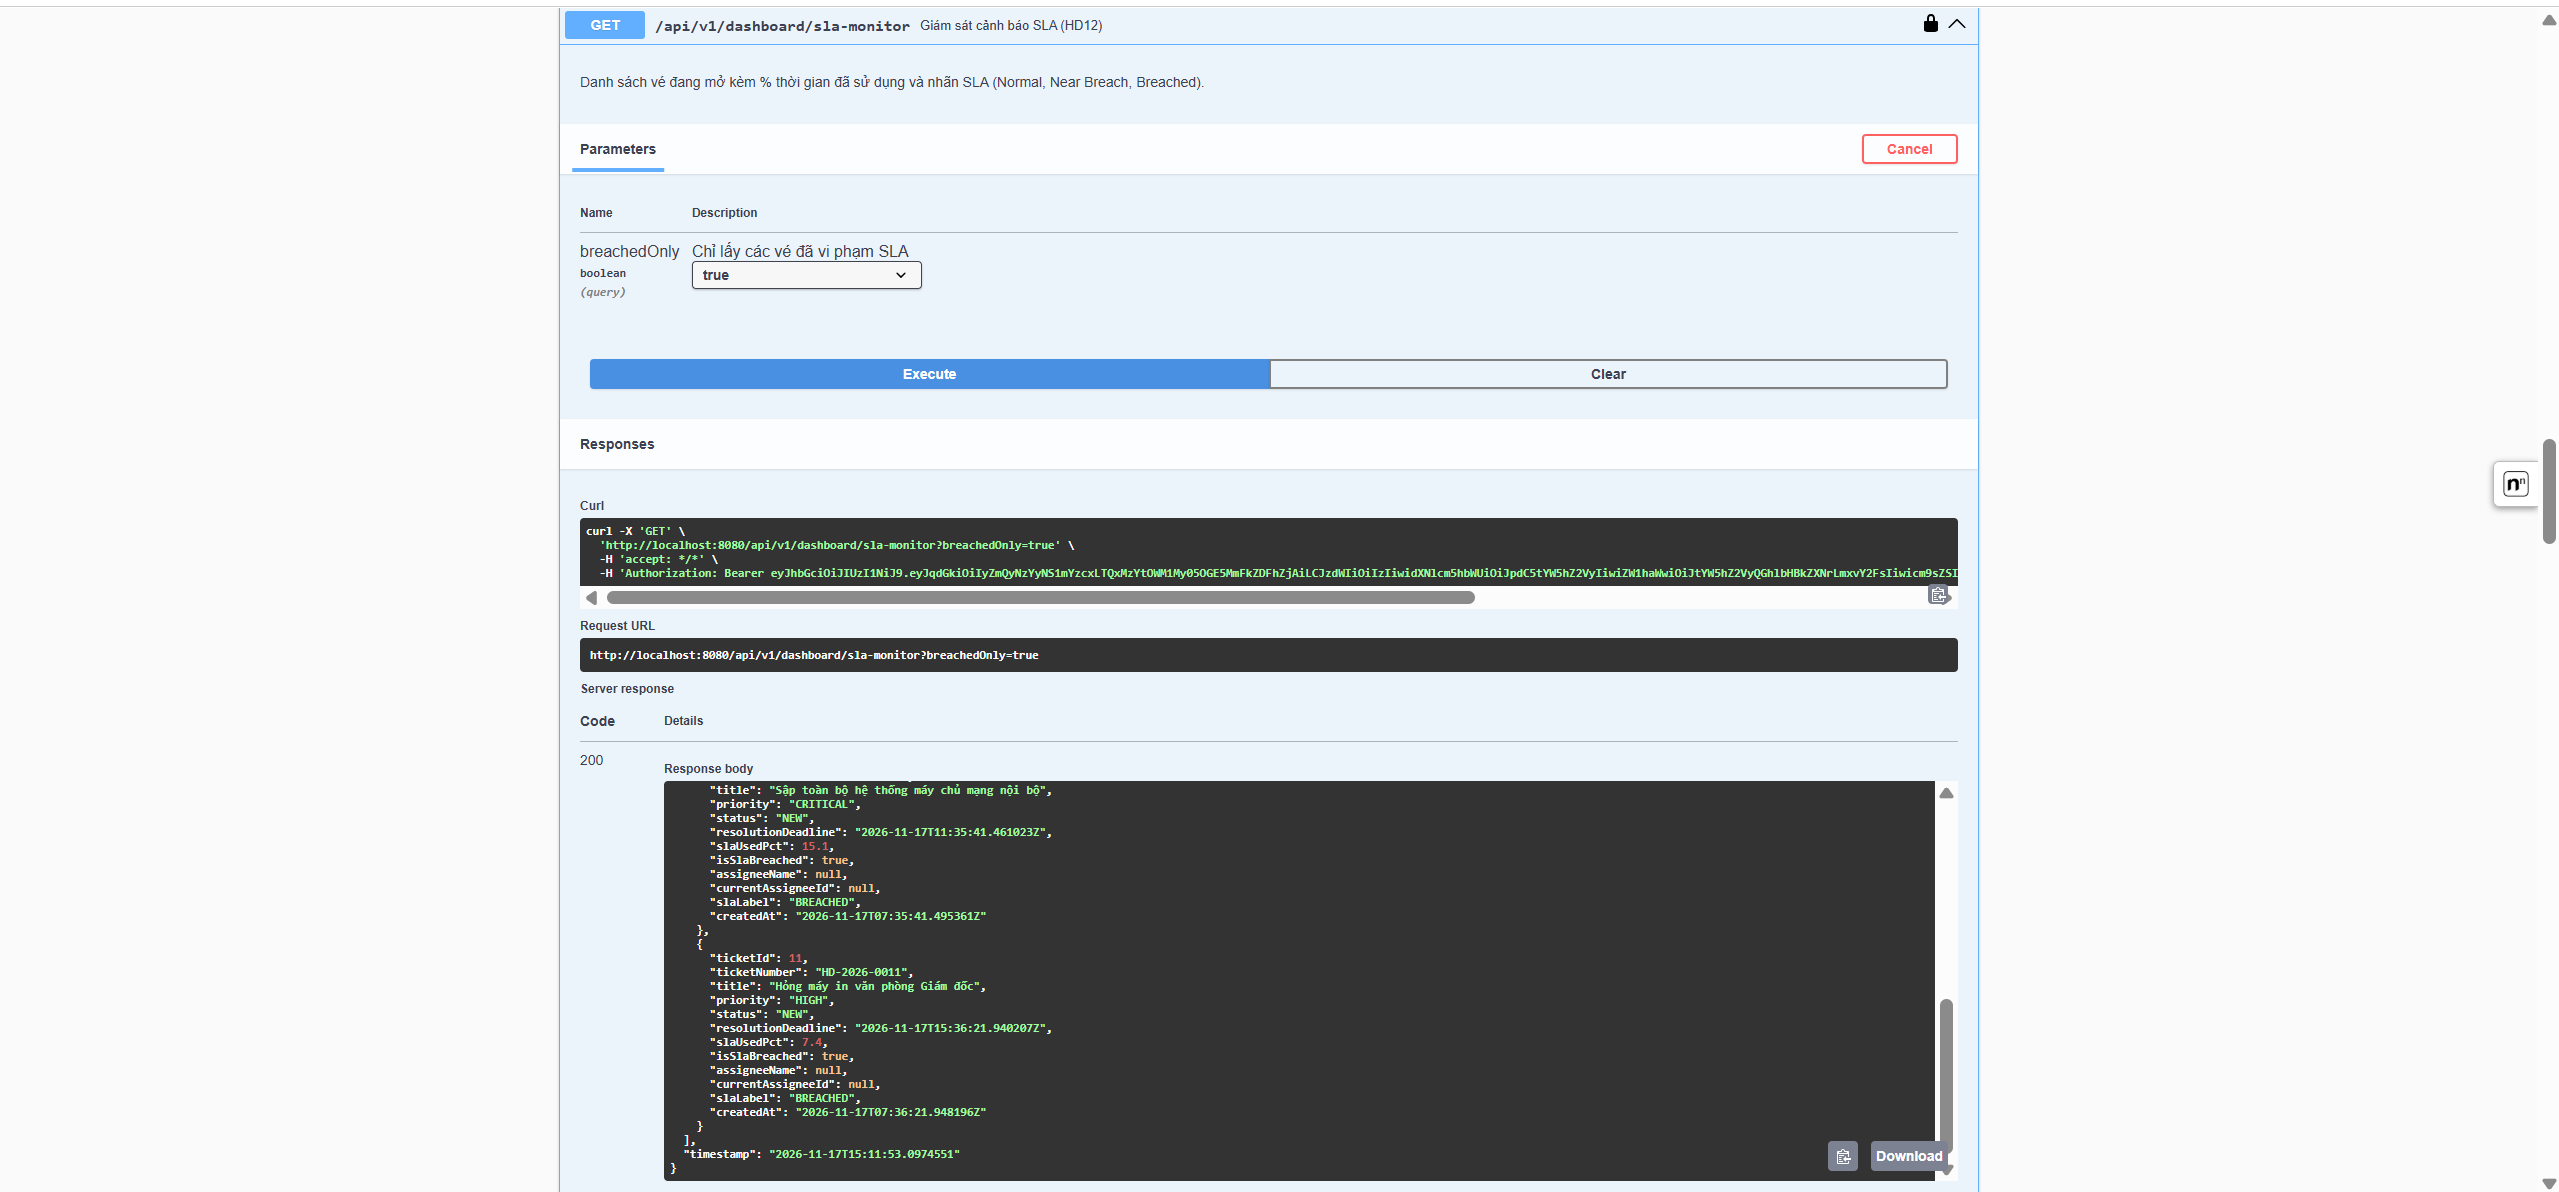 GET /api/v1/dashboard/sla-monitor Giám sát cảnh báo SLA (HD12)
Danh sách vé đang mở kèm % thời gian đã sử dụng và nhãn SLA (Normal, Near Breach, Breached).
Parameters
Cancel
Name Description
breachedOnly Chỉ lấy các vé đã vi phạm SLA
boolean true
(query)
Execute Clear
Responses
Curl
curl -X 'GET' \
'http://localhost:8080/api/v1/dashboard/sla-monitor?breachedOnly=true' \
-H 'accept: */*' \
-H 'Authorization: Bearer
Request URL
http://localhost:8080/api/v1/dashboard/sla-monitor?breachedOnly=true
Server response
Code Details
200
Response body
"title": "Sập toàn bộ hệ thống máy chủ mạng nội bộ",
"priority": "CRITICAL",
"status": "NEW",
"resolutionDeadline": "2026-11-17T11:35:41.461023Z",
"slaUsedPct": 15.1,
"isSlaBreached": true,
"assigneeName": null,
"currentAssigneeId": null,
"slaLabel": "BREACHED",
"createdAt": "2026-11-17T07:35:41.495361Z"
},
{
"ticketId": 11,
"ticketNumber": "HD-2026-0011",
"title": "Hỏng máy in văn phòng Giám đốc",
"priority": "HIGH",
"status": "NEW",
"resolutionDeadline": "2026-11-17T15:36:21.940207Z",
"slaUsedPct": 7.4,
"isSlaBreached": true,
"assigneeName": null,
"currentAssigneeId": null,
"slaLabel": "BREACHED",
"createdAt": "2026-11-17T07:36:21.948196Z"
}
],
"timestamp": "2026-11-17T15:11:53.0974551"
}
Download